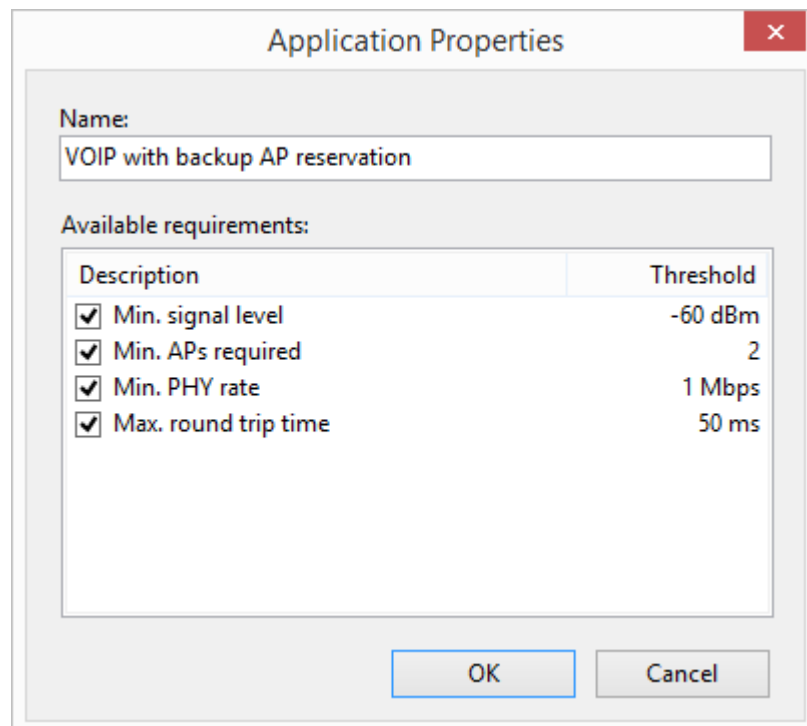 Application Properties
Name:
VOIP with backup AP reservation
Available requirements:
Description Threshold
Min. signal level -60 dBm
Min. APs required 2
Min. PHY rate 1 Mbps
Max. round trip time 50 ms
OK Cancel